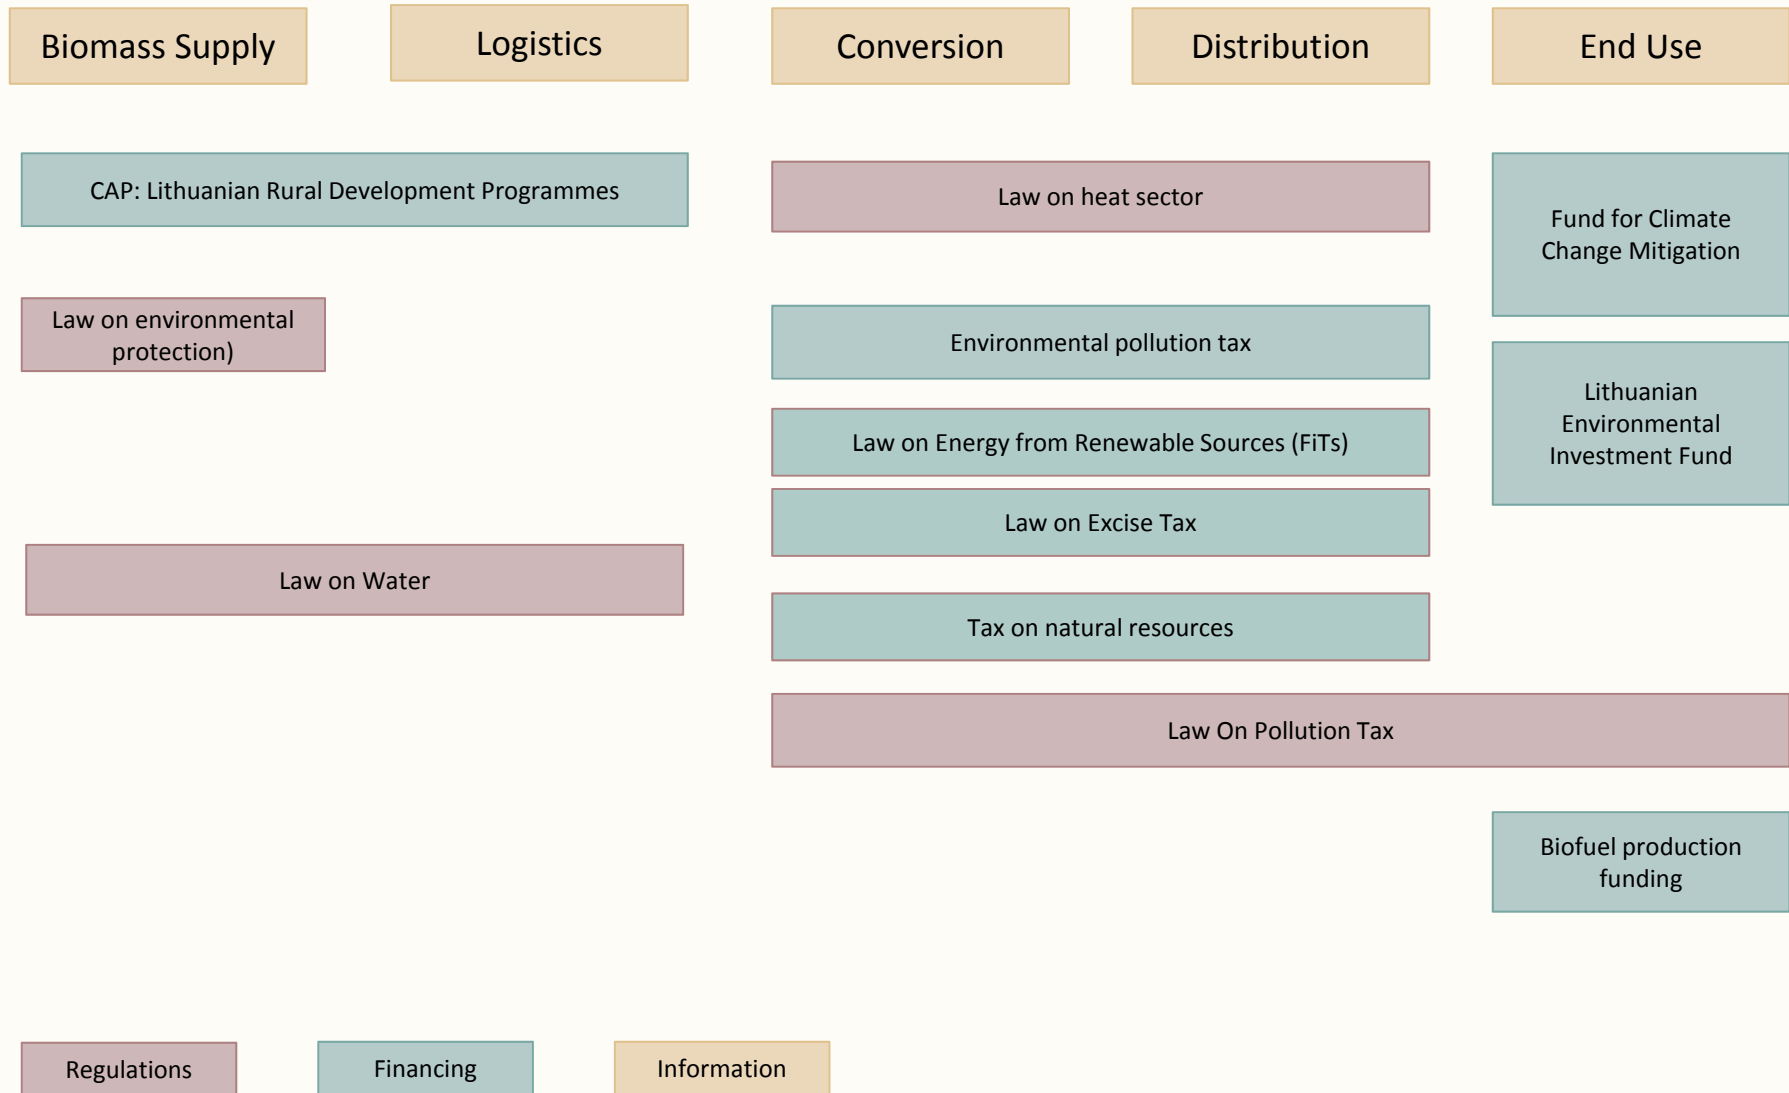 Biomass Supply
Logistics
Conversion
Distribution
End Use
CAP: Lithuanian Rural Development Programmes
Law on heat sector
Fund for Climate
Change Mitigation
Law on environmental
protection)
Environmental pollution tax
Lithuanian
Environmental
Investment Fund
Law on Energy from Renewable Sources (FiTs)
Law on Excise Tax
Law on Water
Tax on natural resources
Law On Pollution Tax
Biofuel production
funding
Regulations
Financing
Information